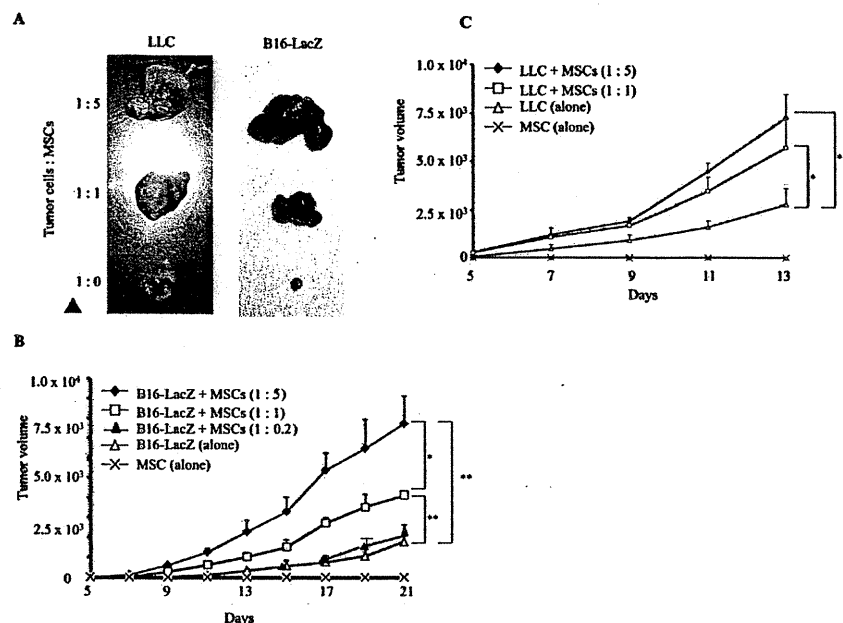 A
LLC
B16-LacZ
Tumor cells : MSCs
1 : 5
1 : 1
1 : 0
B
Tumor volume
1.0 x 10⁴
7.5 x 10³
5.0 x 10³
2.5 x 10³
0
B16-LacZ + MSCs (1 : 5)
B16-LacZ + MSCs (1 : 1)
B16-LacZ + MSCs (1 : 0.2)
B16-LacZ (alone)
MSC (alone)
*
**
**
5 9 13 17 21
Days
C
Tumor volume
1.0 x 10⁴
7.5 x 10³
5.0 x 10³
2.5 x 10³
0
LLC + MSCs (1 : 5)
LLC + MSCs (1 : 1)
LLC (alone)
MSC (alone)
*
*
5 7 9 11 13
Days